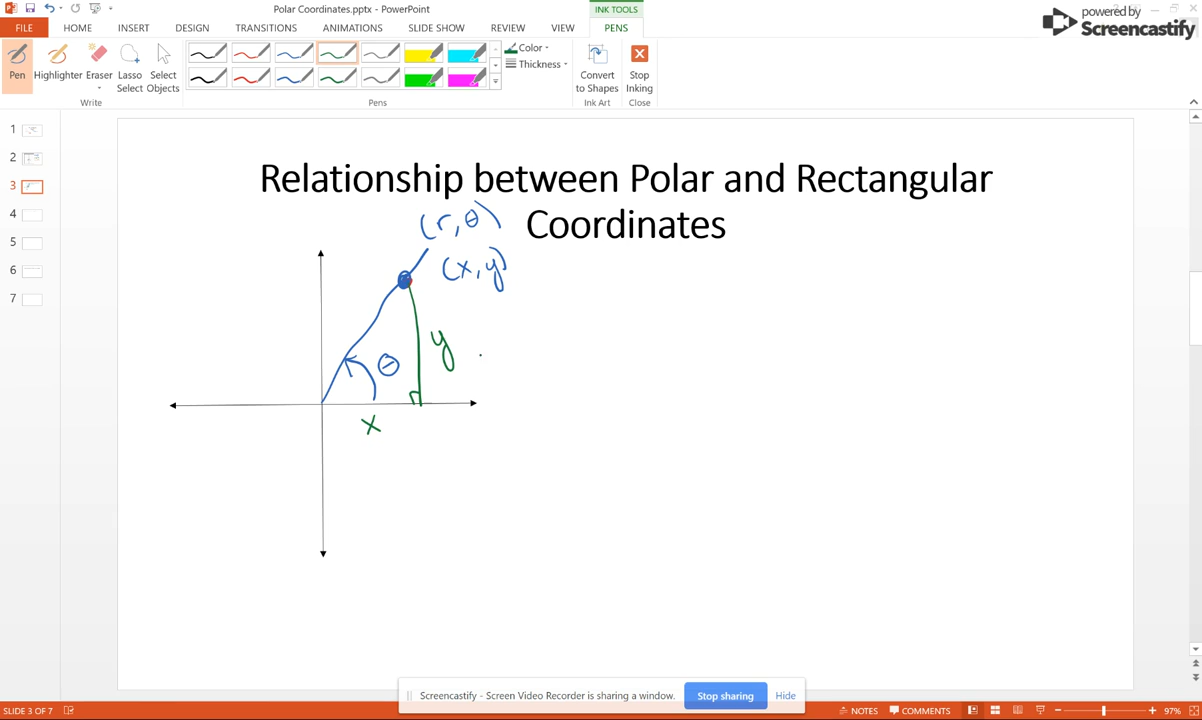 Polar Coordinates.pptx - PowerPoint
INK TOOLS
powered by
Screencastify
FILE HOME INSERT DESIGN TRANSITIONS ANIMATIONS SLIDE SHOW REVIEW VIEW PENS
Pen Highlighter Eraser Lasso Select Select Objects
Color
Thickness
Convert to Shapes
Stop Inking
Write Pens Ink Art Close
1
2
3
4
5
6
7
Relationship between Polar and Rectangular
Coordinates
(r, θ)
(x, y)
y
θ
x
Screencastify - Screen Video Recorder is sharing a window.
Stop sharing
Hide
SLIDE 3 OF 7
NOTES
COMMENTS
97%